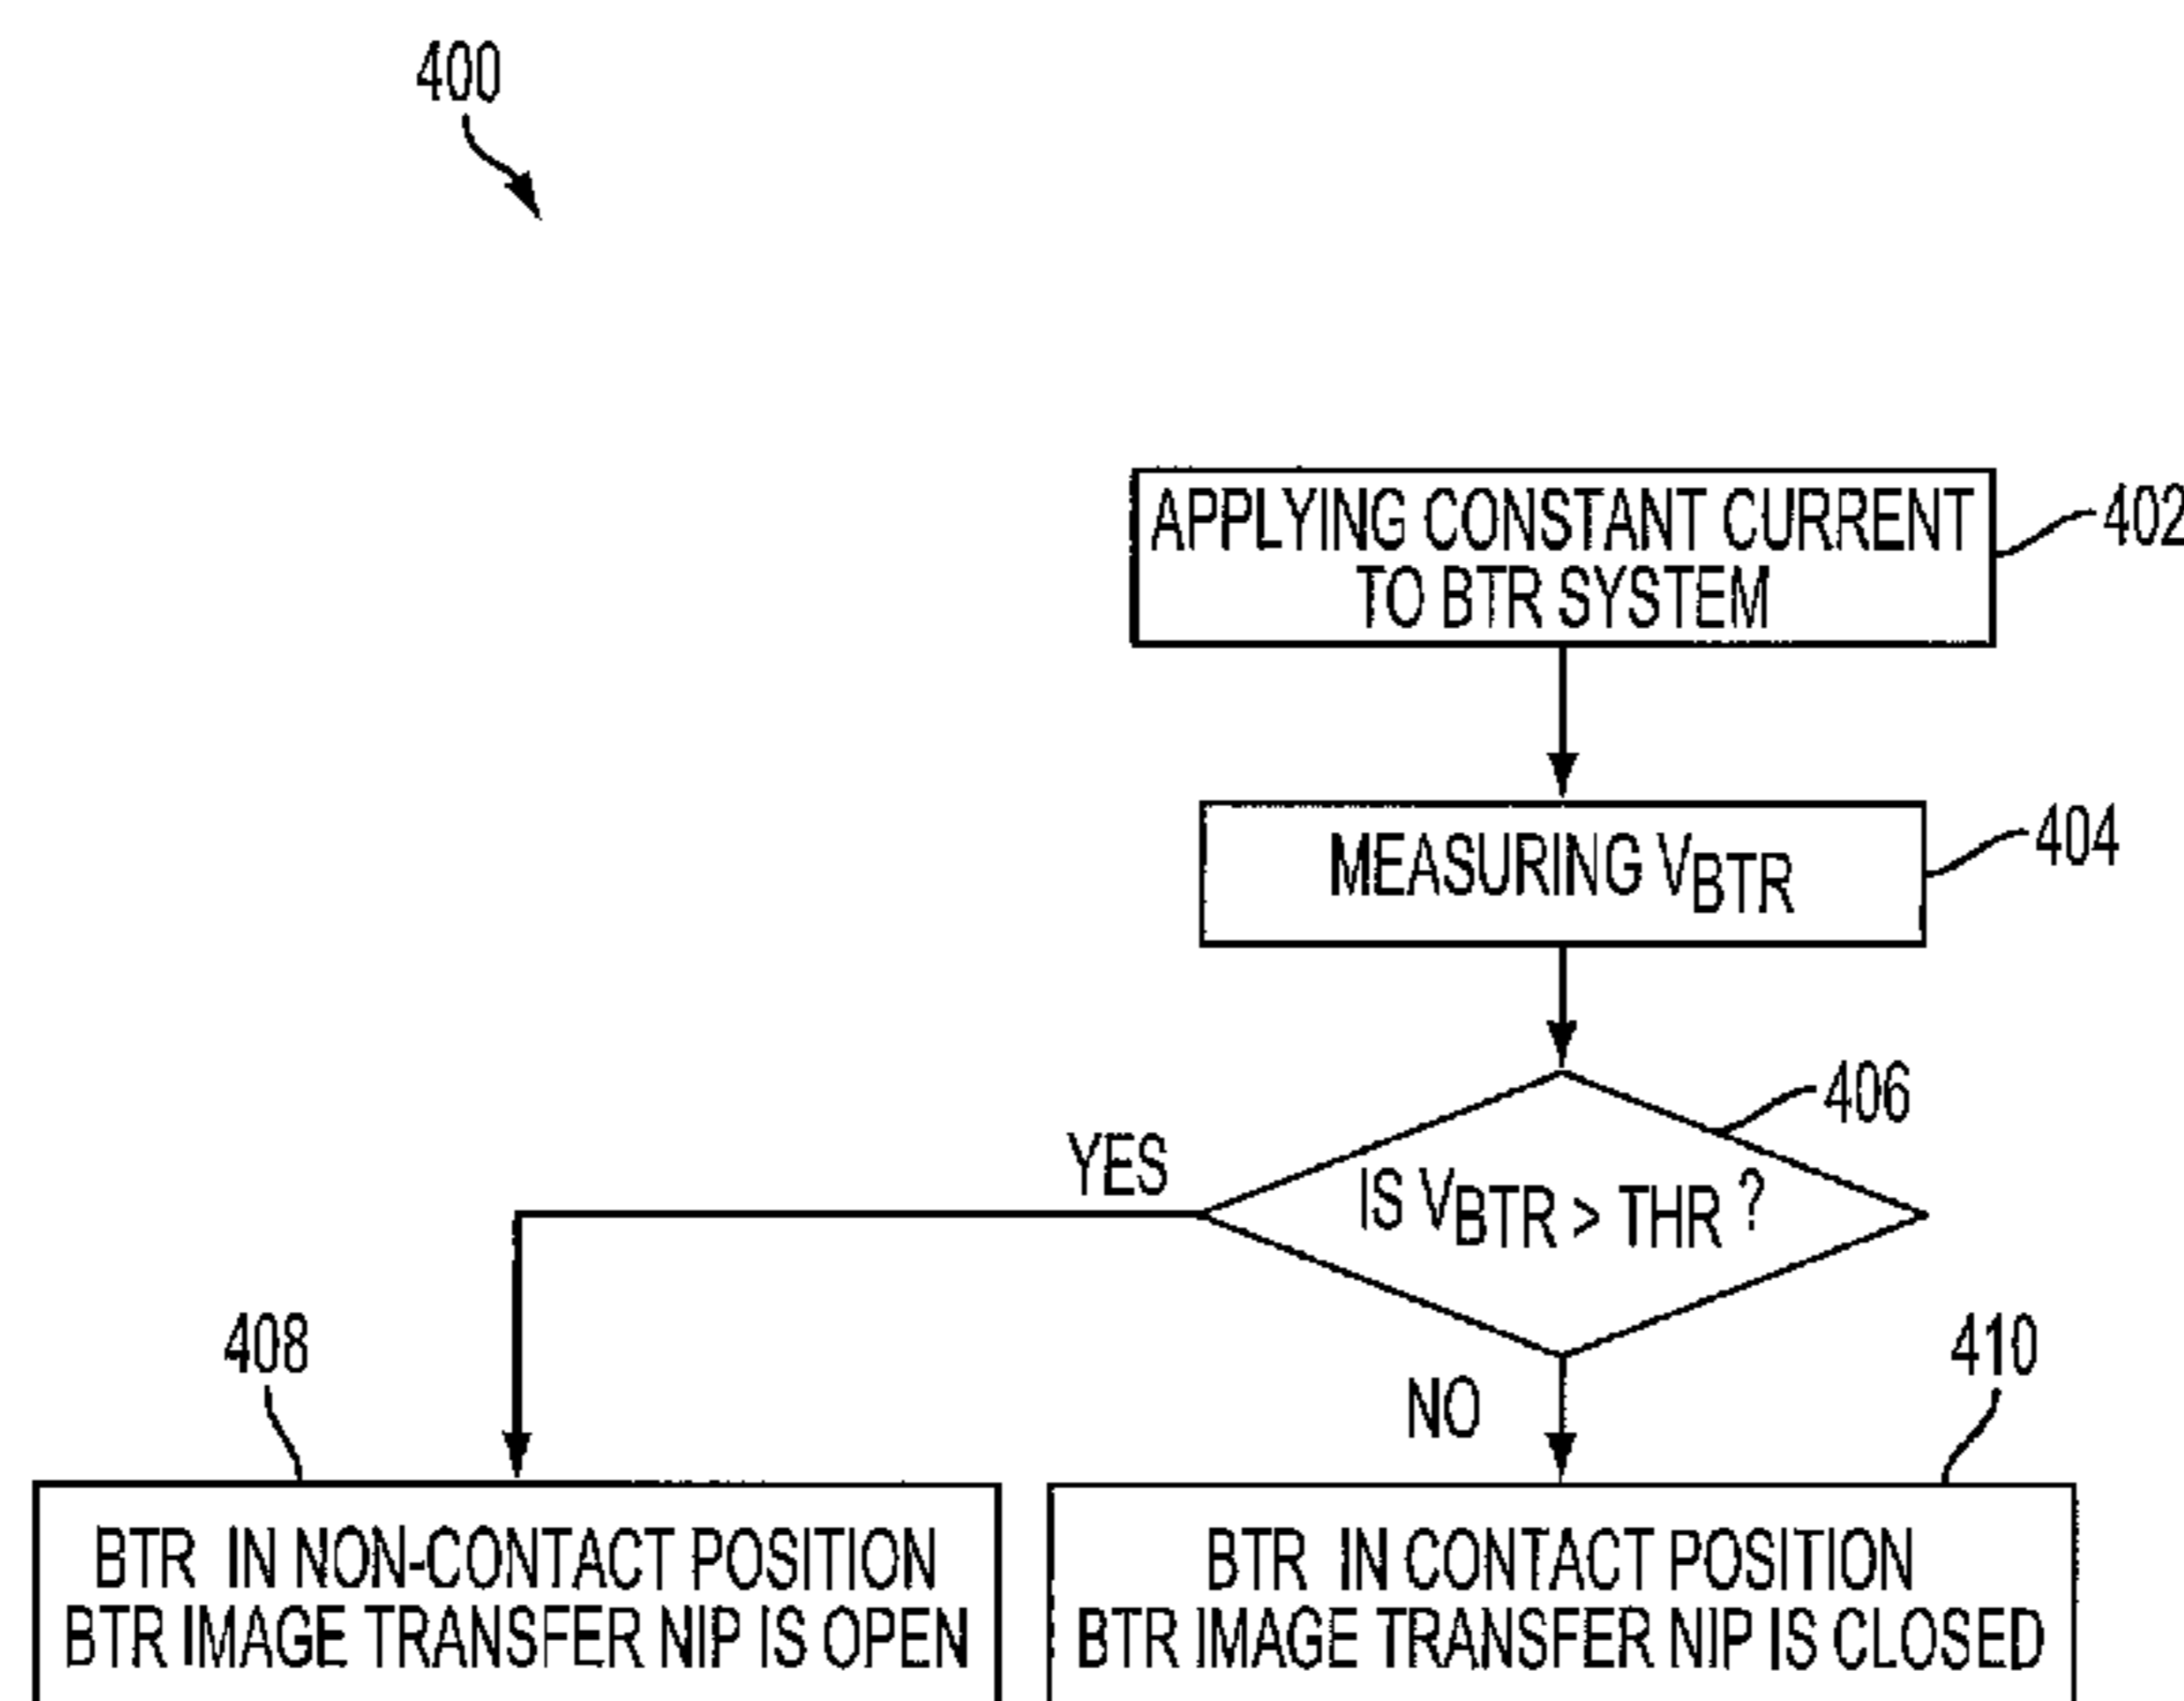 400
APPLYING CONSTANT CURRENT
TO BTR SYSTEM
402
MEASURING VBTR
404
406
YES
IS VBTR > THR ?
408
NO
410
BTR IN NON-CONTACT POSITION
BTR IMAGE TRANSFER NIP IS OPEN
BTR IN CONTACT POSITION
BTR IMAGE TRANSFER NIP IS CLOSED